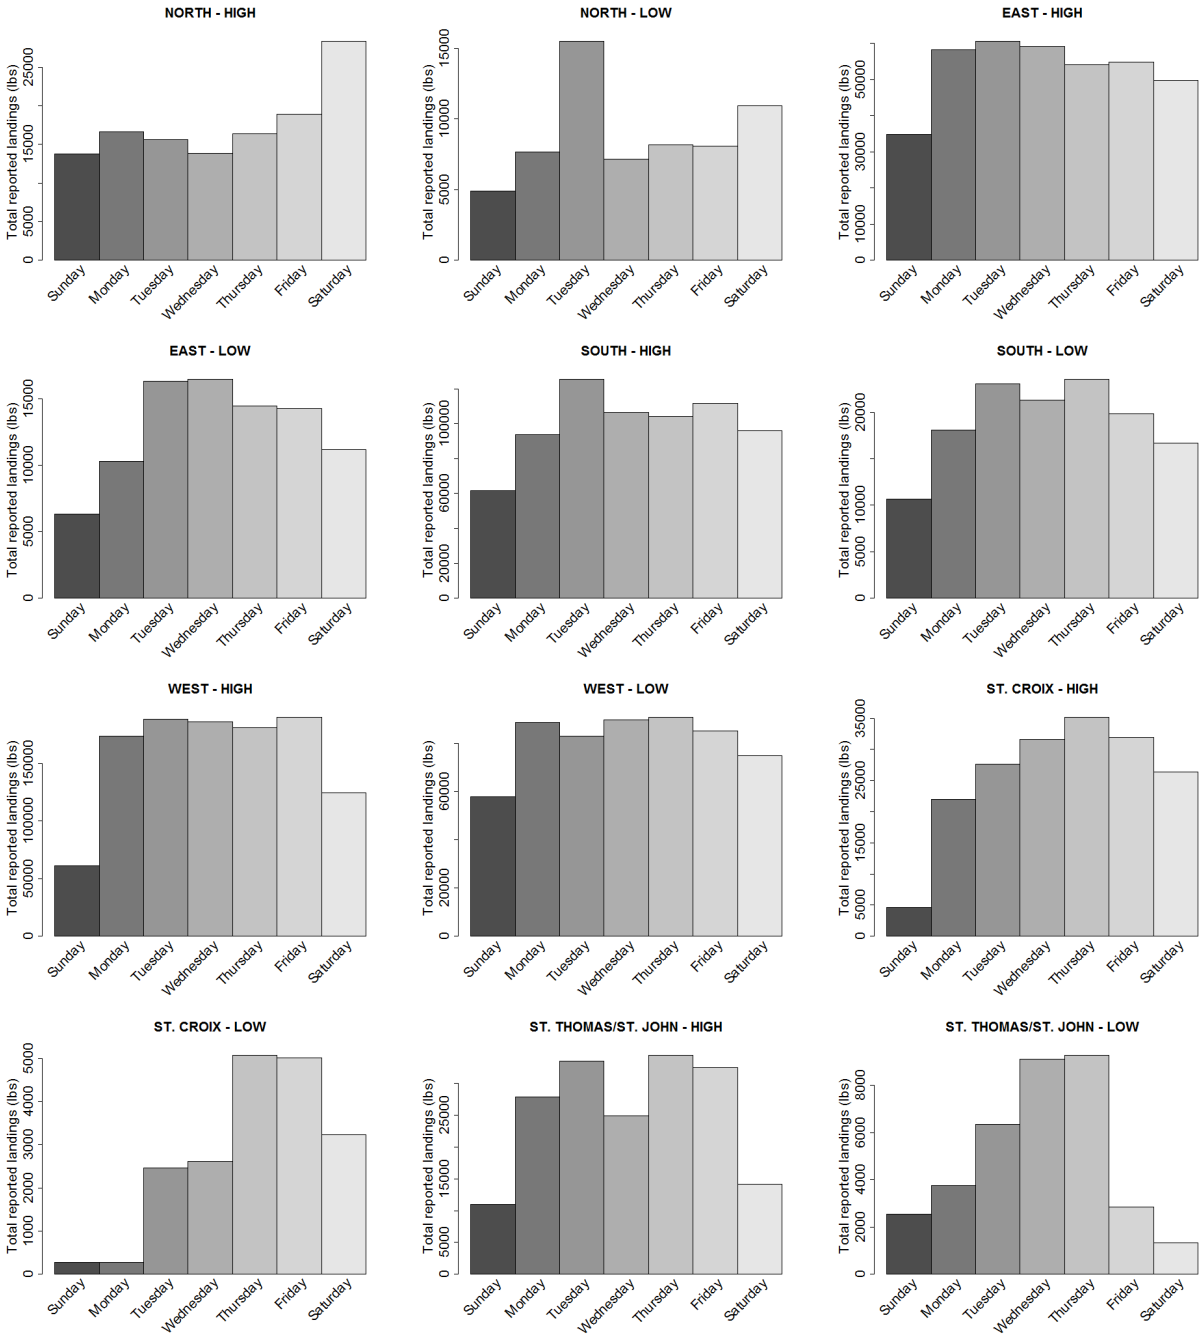 NORTH - HIGH
Total reported landings (lbs)
0 5000 15000 25000
Sunday Monday Tuesday Wednesday Thursday Friday Saturday
NORTH - LOW
Total reported landings (lbs)
0 5000 10000 15000
Sunday Monday Tuesday Wednesday Thursday Friday Saturday
EAST - HIGH
Total reported landings (lbs)
0 10000 30000 50000
Sunday Monday Tuesday Wednesday Thursday Friday Saturday
EAST - LOW
Total reported landings (lbs)
0 5000 10000 15000
Sunday Monday Tuesday Wednesday Thursday Friday Saturday
SOUTH - HIGH
Total reported landings (lbs)
0 20000 60000 100000
Sunday Monday Tuesday Wednesday Thursday Friday Saturday
SOUTH - LOW
Total reported landings (lbs)
0 5000 10000 20000
Sunday Monday Tuesday Wednesday Thursday Friday Saturday
WEST - HIGH
Total reported landings (lbs)
0 50000 100000 150000
Sunday Monday Tuesday Wednesday Thursday Friday Saturday
WEST - LOW
Total reported landings (lbs)
0 20000 60000
Sunday Monday Tuesday Wednesday Thursday Friday Saturday
ST. CROIX - HIGH
Total reported landings (lbs)
0 5000 15000 25000 35000
Sunday Monday Tuesday Wednesday Thursday Friday Saturday
ST. CROIX - LOW
Total reported landings (lbs)
0 1000 2000 3000 4000 5000
Sunday Monday Tuesday Wednesday Thursday Friday Saturday
ST. THOMAS/ST. JOHN - HIGH
Total reported landings (lbs)
0 5000 15000 25000
Sunday Monday Tuesday Wednesday Thursday Friday Saturday
ST. THOMAS/ST. JOHN - LOW
Total reported landings (lbs)
0 2000 4000 6000 8000
Sunday Monday Tuesday Wednesday Thursday Friday Saturday